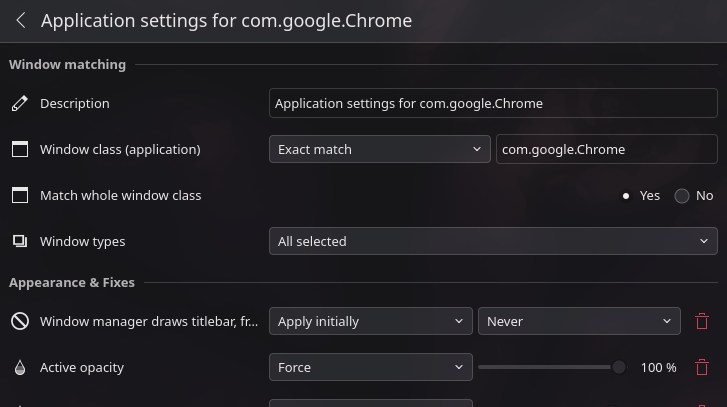 Application settings for com.google.Chrome
Window matching
Description Application settings for com.google.Chrome
Window class (application) Exact match com.google.Chrome
Match whole window class Yes No
Window types All selected
Appearance & Fixes
Window manager draws titlebar, fr... Apply initially Never
Active opacity Force 100 %